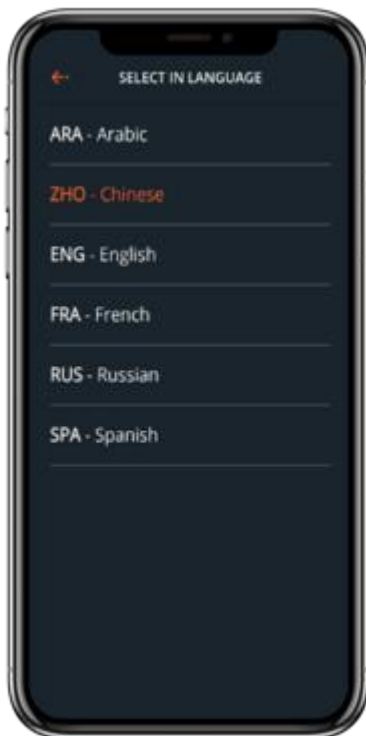 SELECT IN LANGUAGE
ARA - Arabic
ZHO - Chinese
ENG - English
FRA - French
RUS - Russian
SPA - Spanish